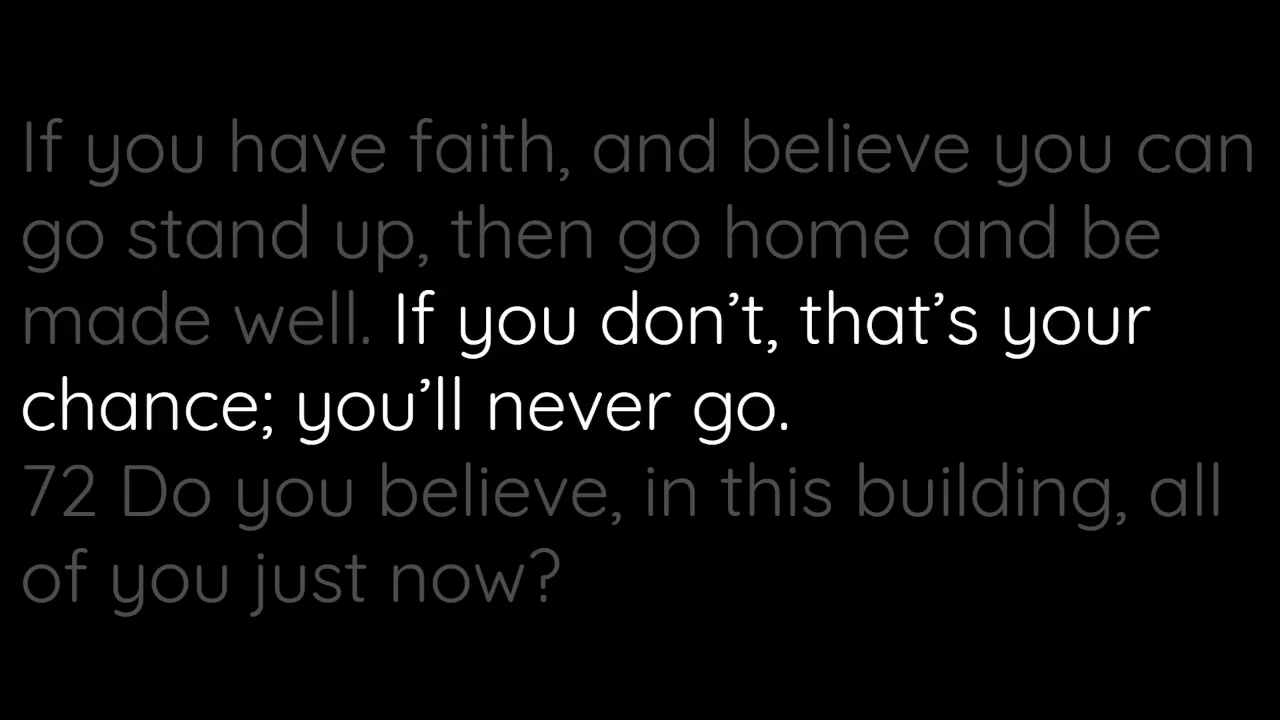 If you have faith, and believe you can
go stand up, then go home and be
made well. If you don’t, that’s your
chance; you’ll never go.
72 Do you believe, in this building, all
of you just now?